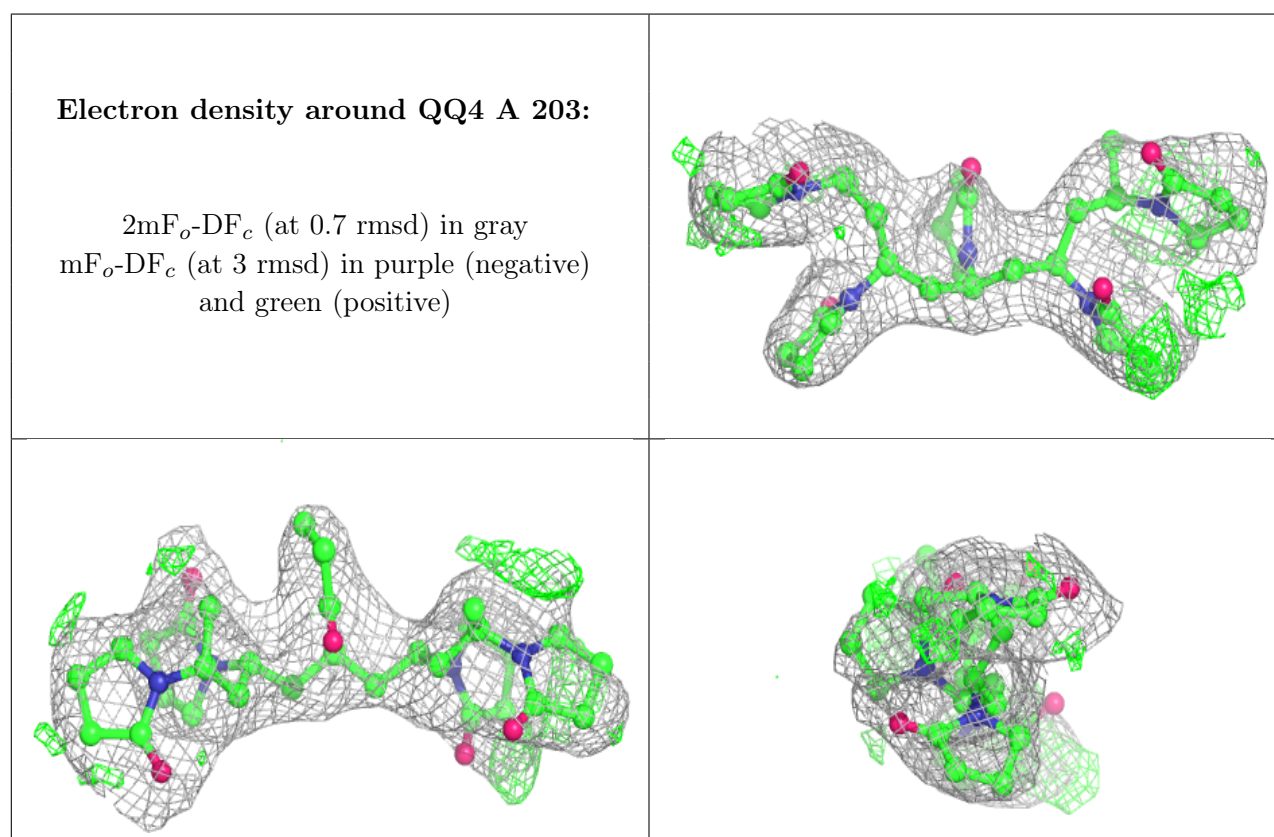 Electron density around QQ4 A 203:
2mFₒ-DF𝒸 (at 0.7 rmsd) in gray
mFₒ-DF𝒸 (at 3 rmsd) in purple (negative)
and green (positive)